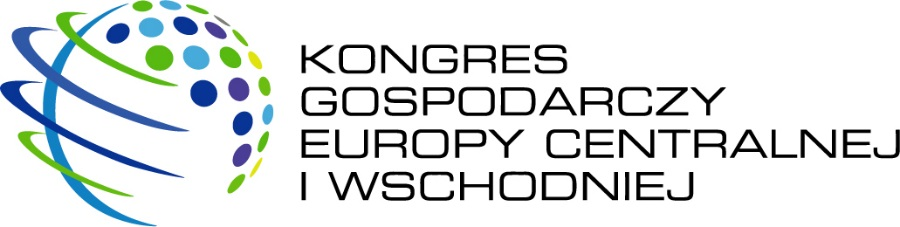 KONGRES
GOSPODARCZY
EUROPY CENTRALNEJ
I WSCHODNIEJ